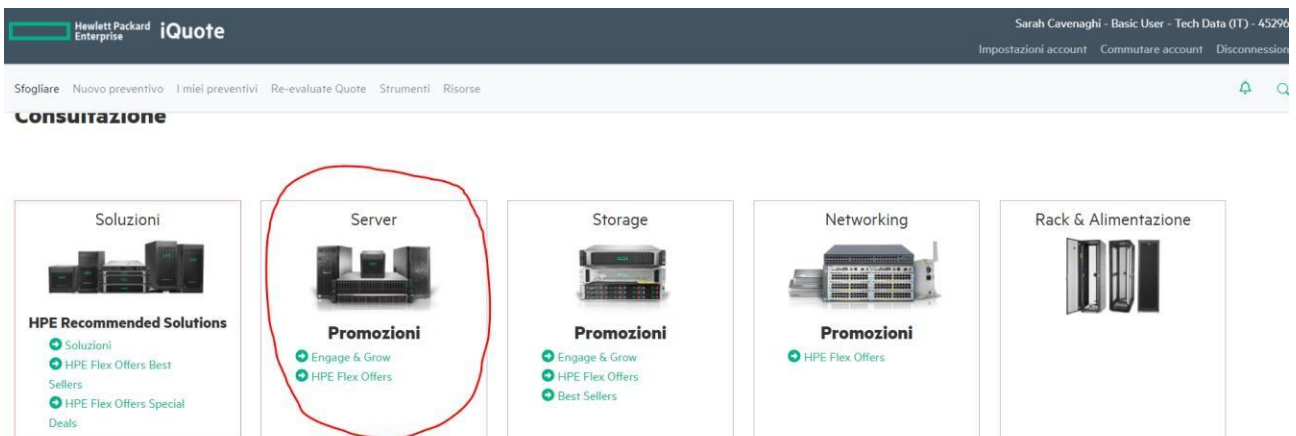 Hewlett Packard
Enterprise
iQuote
Sarah Cavenaghi - Basic User - Tech Data (IT) - 45296
Impostazioni account Commutare account Disconnession
Sfogliare Nuovo preventivo I miei preventivi Re-evaluate Quote Strumenti Risorse
Consultazione
Soluzioni
HPE Recommended Solutions
Soluzioni
HPE Flex Offers Best
Sellers
HPE Flex Offers Special
Deals
Server
Promozioni
Engage & Grow
HPE Flex Offers
Storage
Promozioni
Engage & Grow
HPE Flex Offers
Best Sellers
Networking
Promozioni
HPE Flex Offers
Rack & Alimentazione